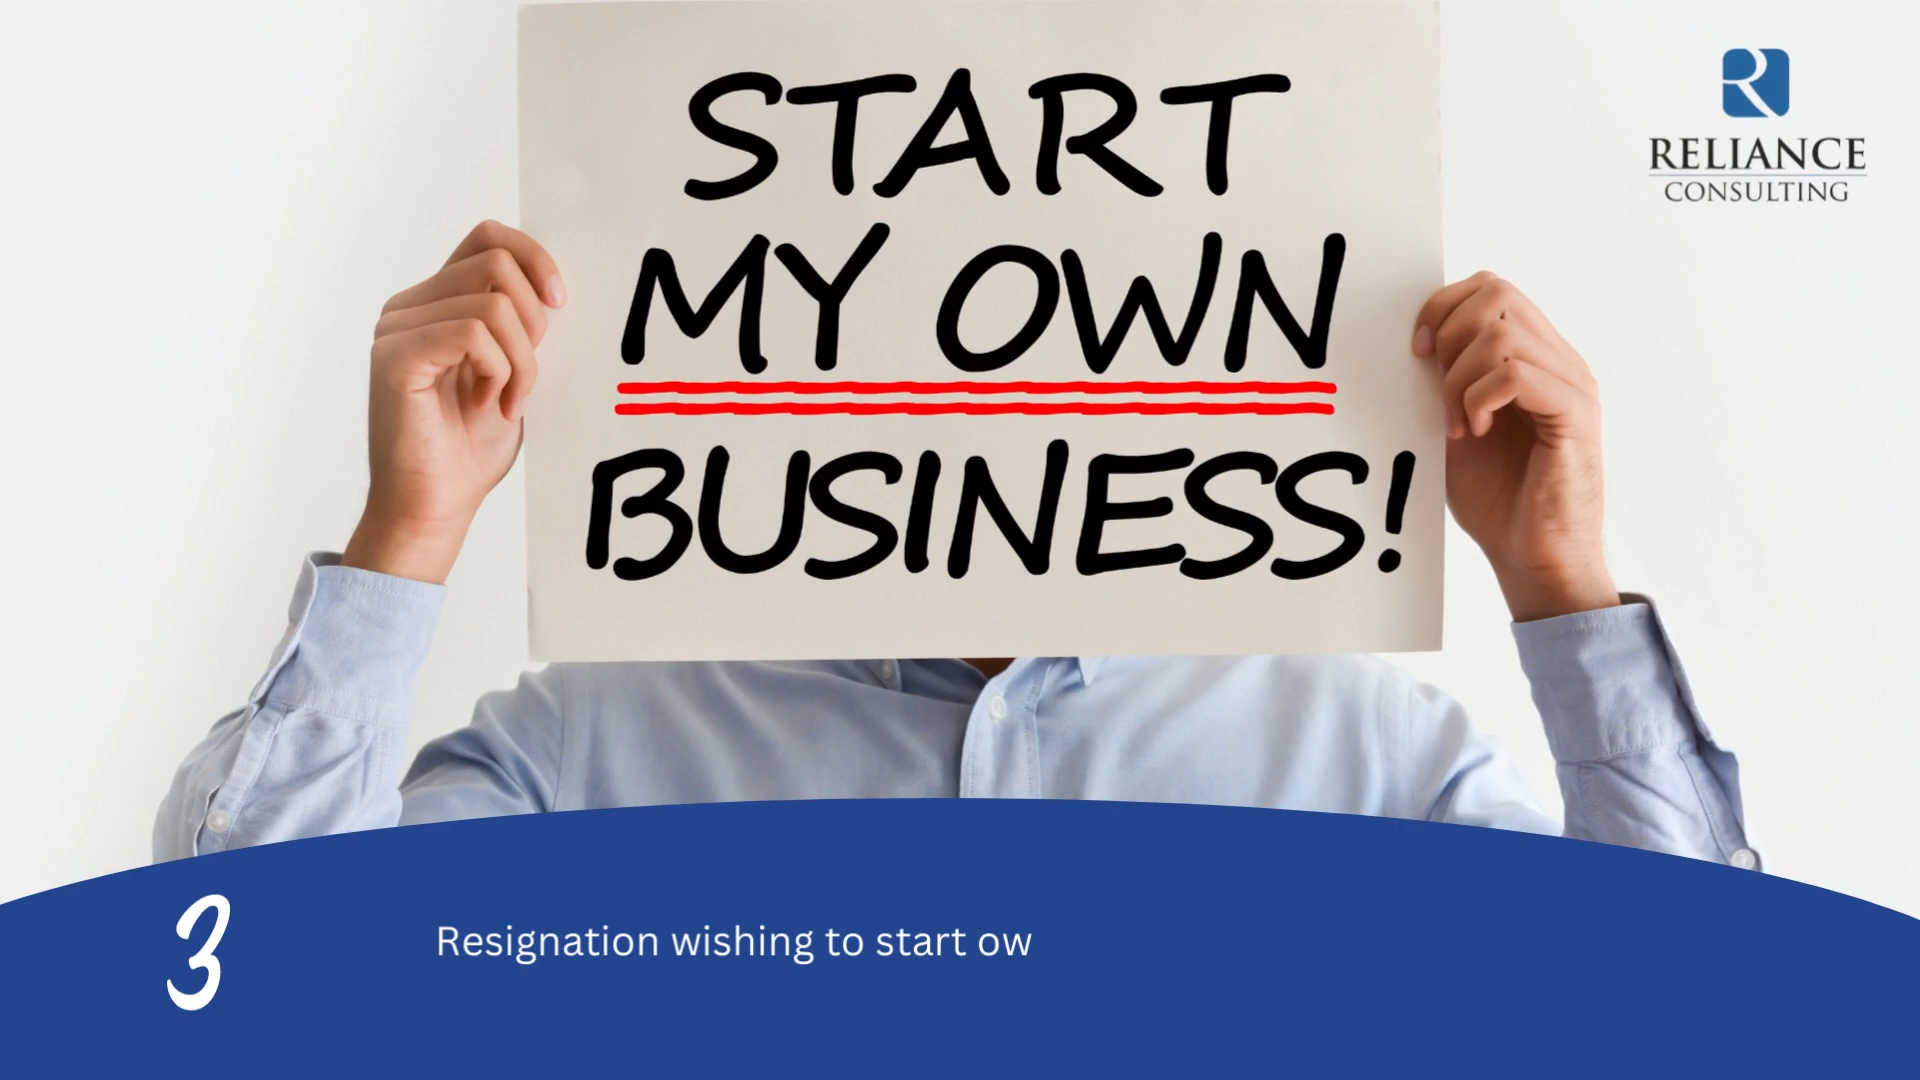 START
MY OWN
BUSINESS!
RELIANCE
CONSULTING
3
Resignation wishing to start ow